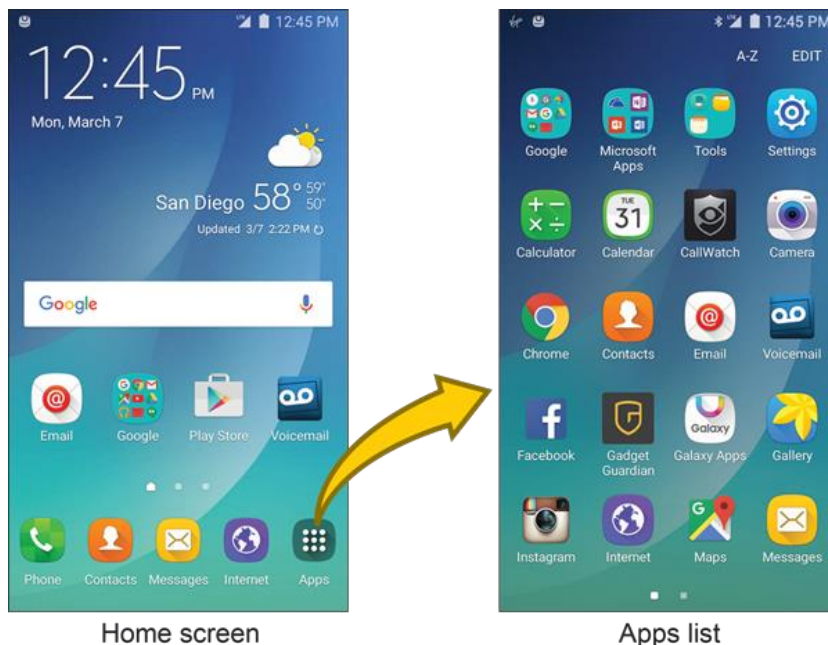 LTE 12:45 PM
12:45 PM
Mon, March 7
San Diego 58° 59°
50°
Updated 3/7 2:22 PM
Google
Email Google Play Store Voicemail
Phone Contacts Messages Internet Apps
Home screen
LTE 12:45 PM
A-Z EDIT
Google Microsoft Apps Tools Settings
TUE
31
Calculator Calendar CallWatch Camera
Chrome Contacts Email Voicemail
Galaxy
Facebook Gadget Guardian Galaxy Apps Gallery
Instagram Internet Maps Messages
Apps list